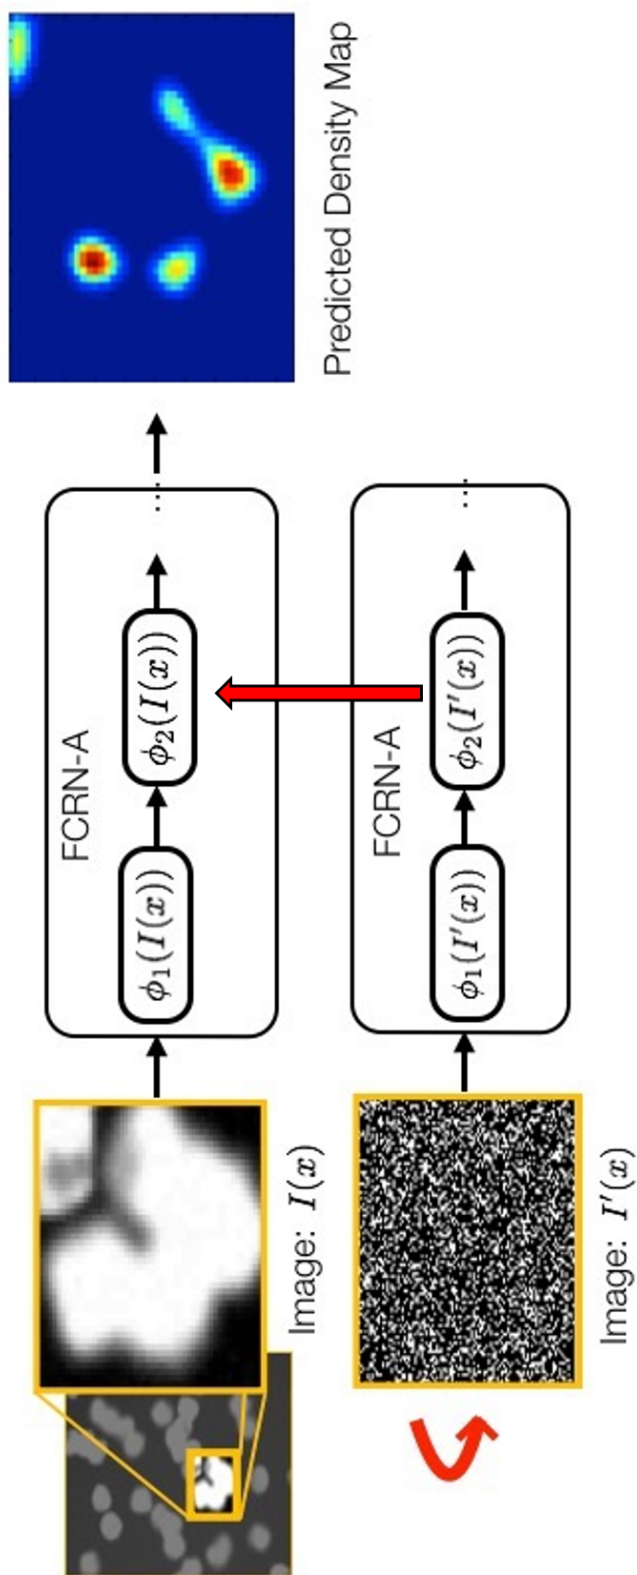 FCRN-A
ϕ₁(I(x))
ϕ₂(I(x))
Image: I(x)
Predicted Density Map
FCRN-A
ϕ₁(I′(x))
ϕ₂(I′(x))
Image: I′(x)